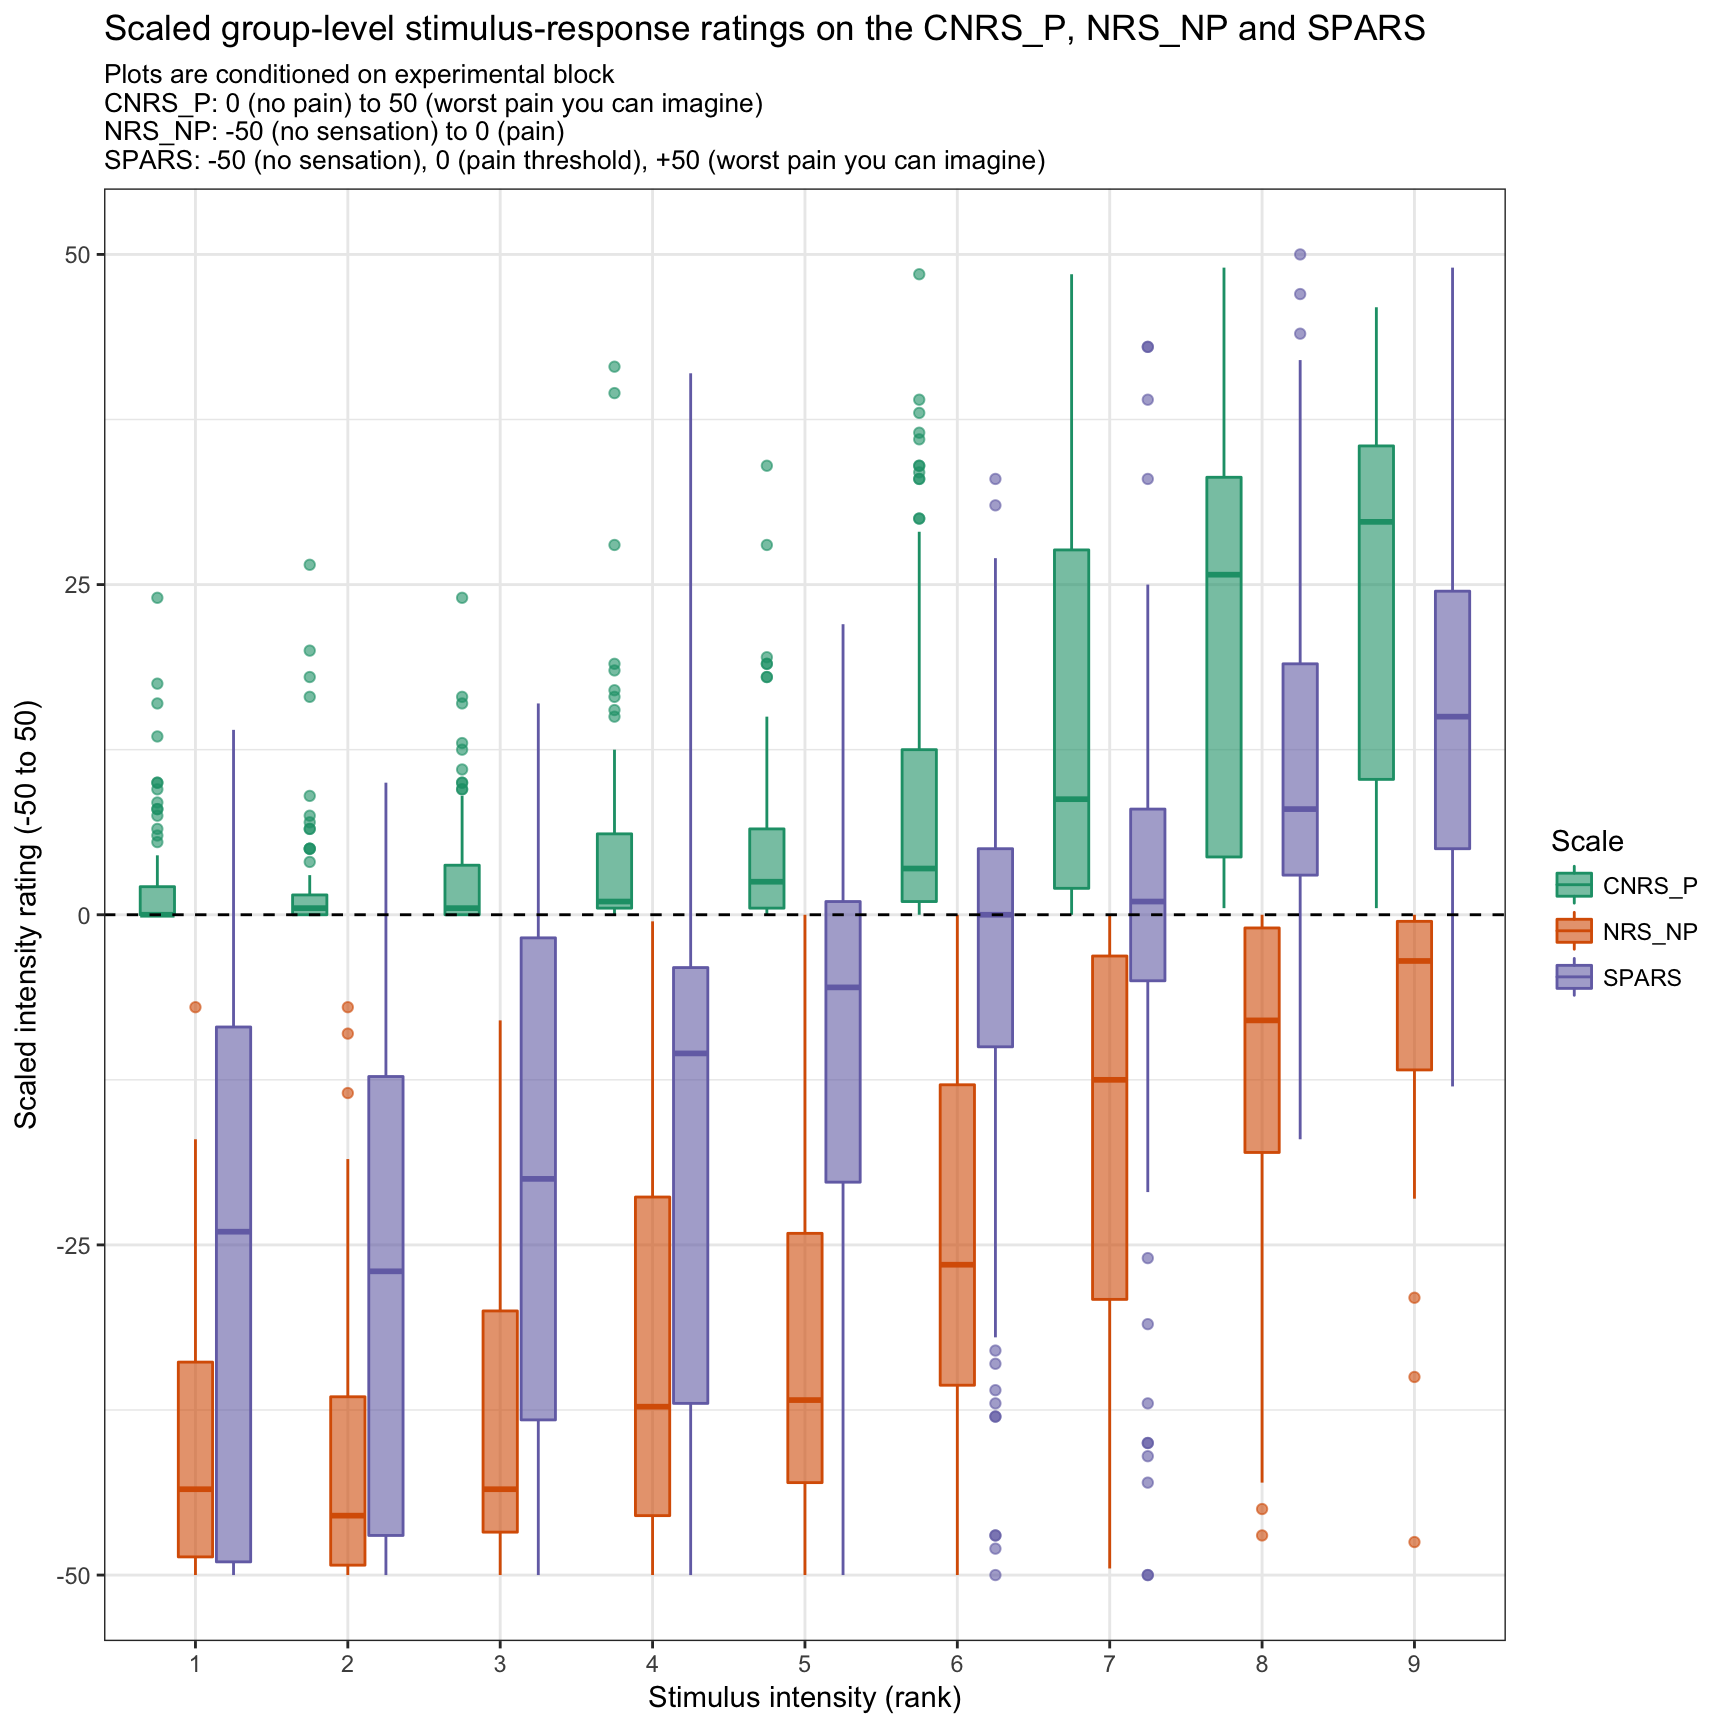 Scaled group-level stimulus-response ratings on the CNRS_P, NRS_NP and SPARS
Plots are conditioned on experimental block
CNRS_P: 0 (no pain) to 50 (worst pain you can imagine)
NRS_NP: -50 (no sensation) to 0 (pain)
SPARS: -50 (no sensation), 0 (pain threshold), +50 (worst pain you can imagine)
Scaled intensity rating (-50 to 50)
50
25
0
-25
-50
1 2 3 4 5 6 7 8 9
Stimulus intensity (rank)
Scale
CNRS_P
NRS_NP
SPARS